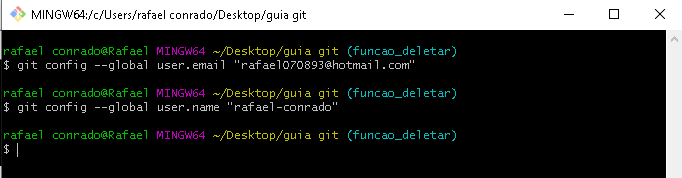 MINGW64:/c/Users/rafael conrado/Desktop/guia git
rafael conrado@Rafael MINGW64 ~/Desktop/guia git (funcao_deletar)
$ git config --global user.email "rafael070893@hotmail.com"
rafael conrado@Rafael MINGW64 ~/Desktop/guia git (funcao_deletar)
$ git config --global user.name "rafael-conrado"
rafael conrado@Rafael MINGW64 ~/Desktop/guia git (funcao_deletar)
$